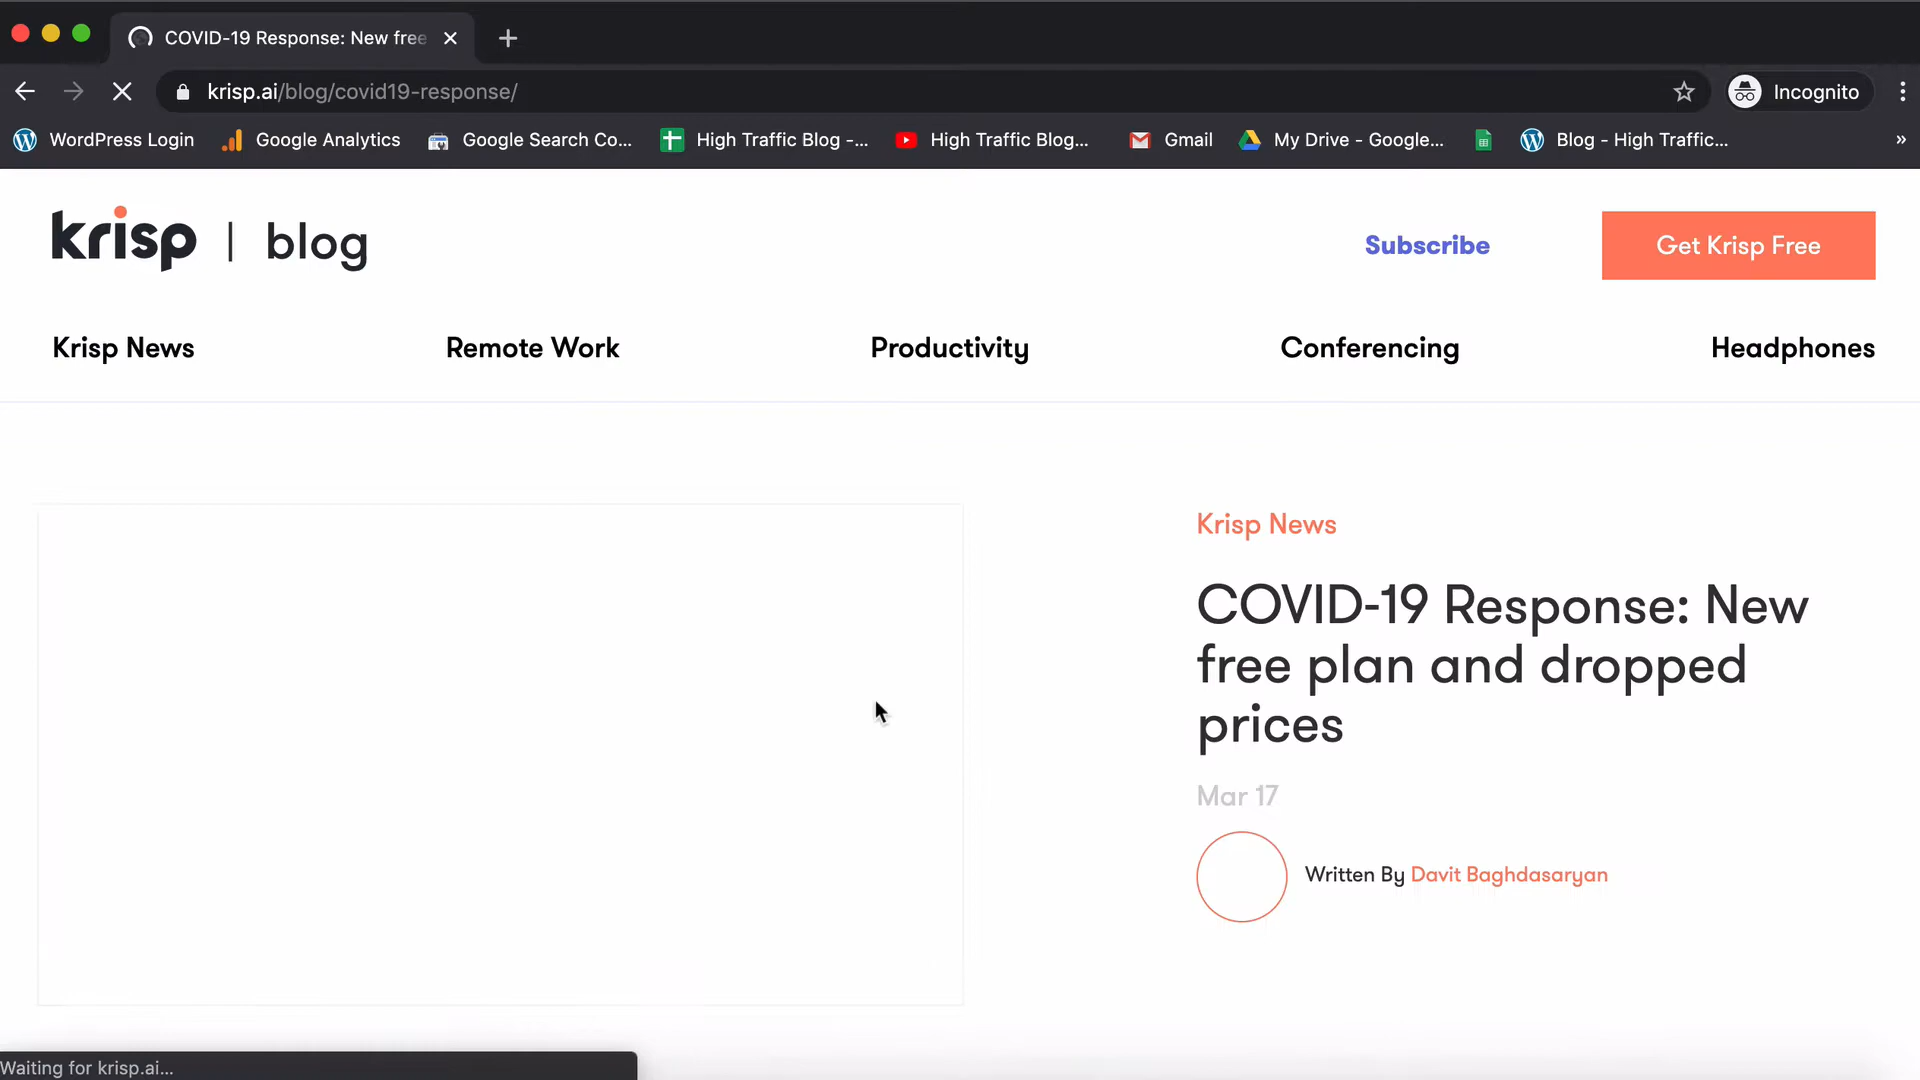 COVID-19 Response: New free
krisp.ai/blog/covid19-response/
Incognito
WordPress Login
Google Analytics
Google Search Co...
High Traffic Blog -...
High Traffic Blog...
Gmail
My Drive - Google...
Blog - High Traffic...
»
krisp | blog
Subscribe
Get Krisp Free
Krisp News
Remote Work
Productivity
Conferencing
Headphones
Krisp News
COVID-19 Response: New
free plan and dropped
prices
Mar 17
Written By Davit Baghdasaryan
Waiting for krisp.ai...